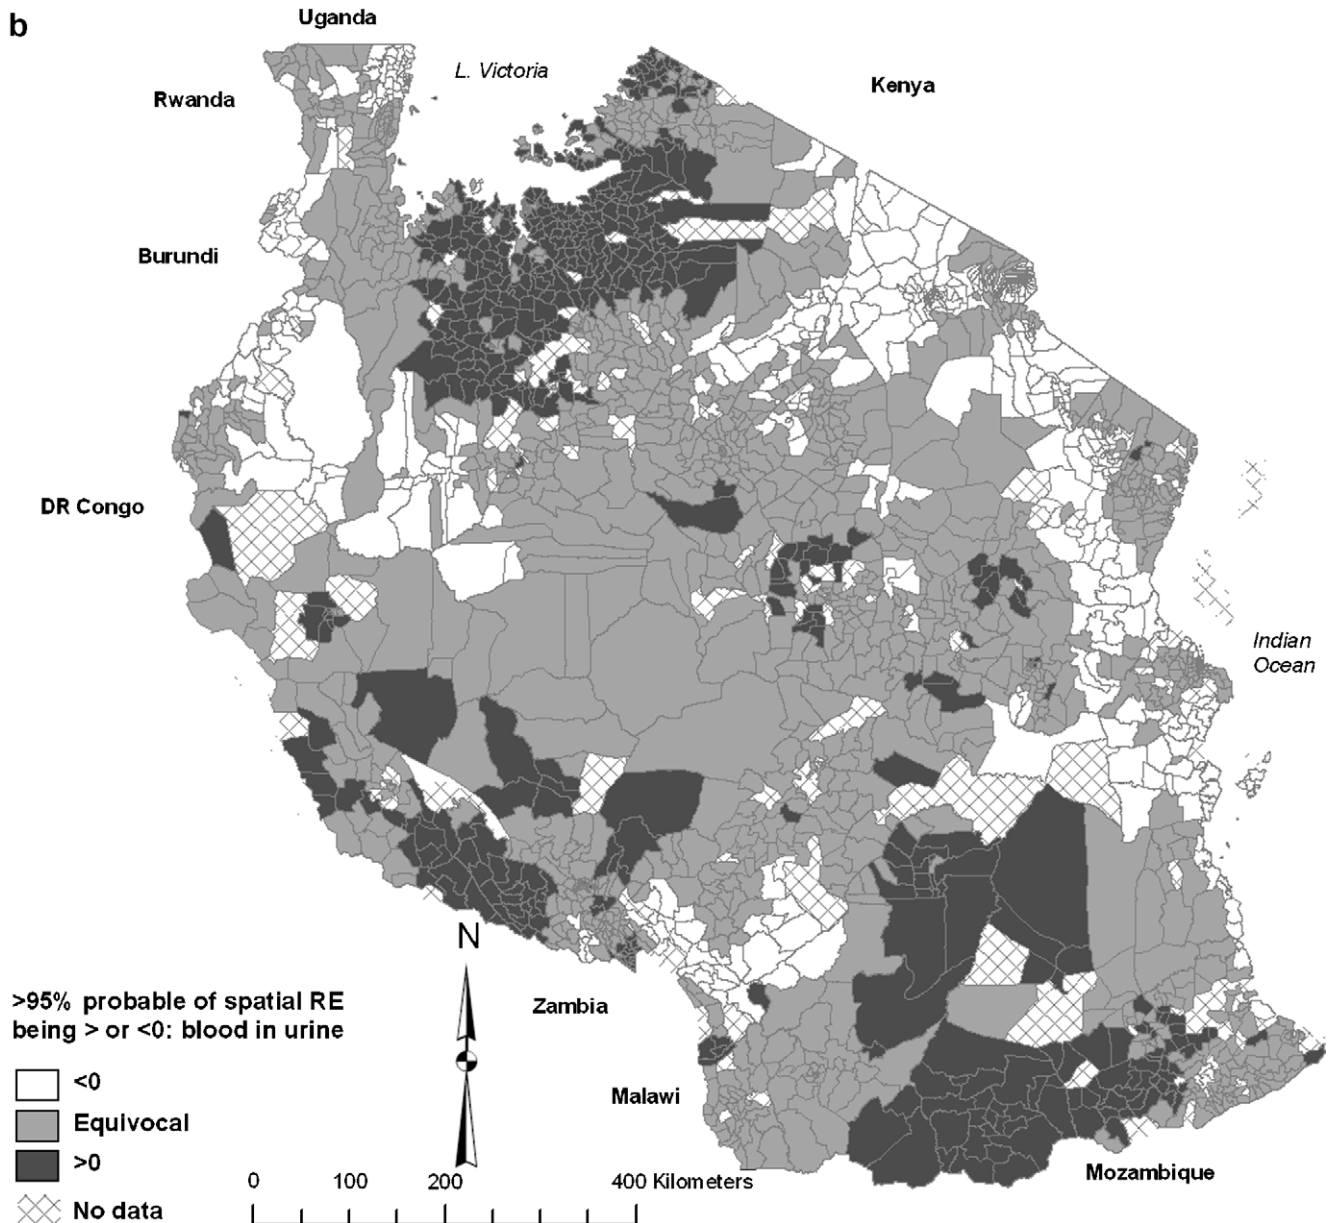 b
Uganda
L. Victoria
Kenya
Rwanda
Burundi
DR Congo
Indian
Ocean
N
>95% probable of spatial RE
being > or <0: blood in urine
Zambia
<0
Malawi
Equivocal
>0
Mozambique
0 100 200 400 Kilometers
No data